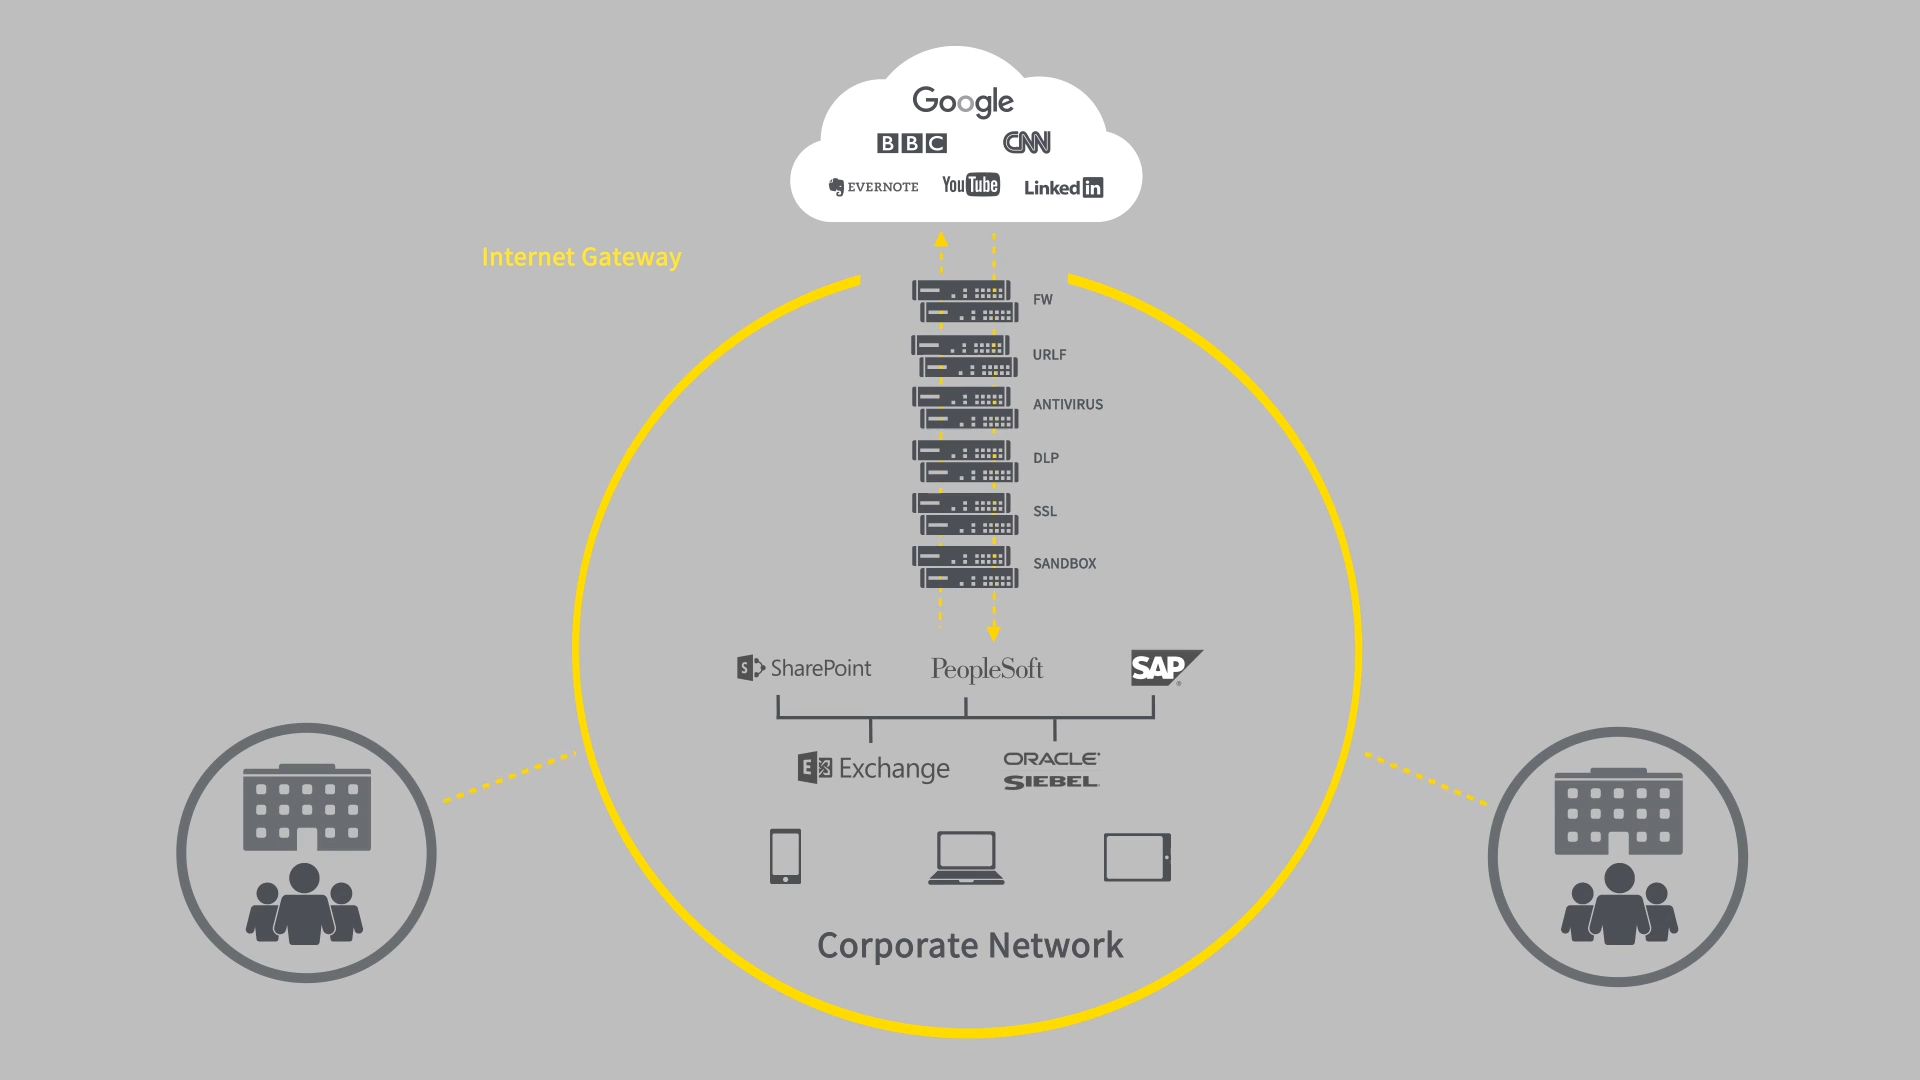 Google
BBC CNN
EVERNOTE YouTube Linked in
Internet Gateway
FW
URLF
ANTIVIRUS
DLP
SSL
SANDBOX
S SharePoint PeopleSoft SAP®
E Exchange ORACLE®
SIEBEL
Corporate Network